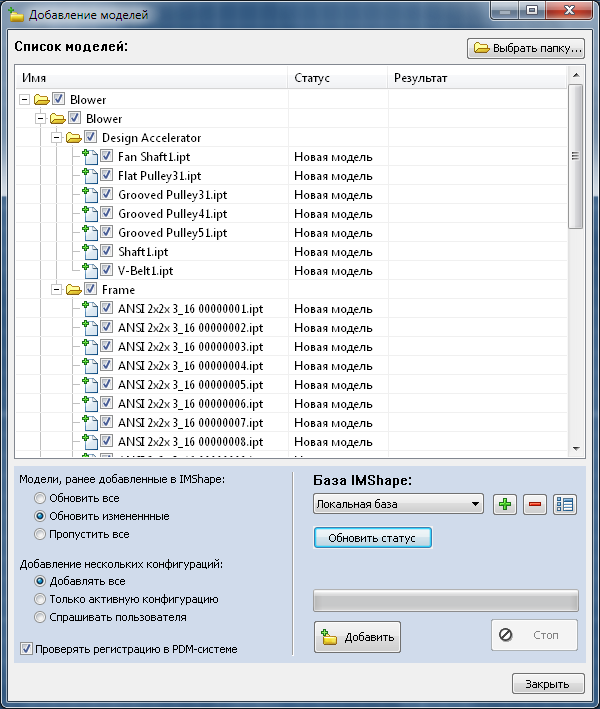 Добавление моделей
Список моделей:
Выбрать папку...
Имя Статус Результат
Blower
Blower
Design Accelerator
Fan Shaft1.ipt Новая модель
Flat Pulley31.ipt Новая модель
Grooved Pulley31.ipt Новая модель
Grooved Pulley41.ipt Новая модель
Grooved Pulley51.ipt Новая модель
Shaft1.ipt Новая модель
V-Belt1.ipt Новая модель
Frame
ANSI 2x2x 3_16 00000001.ipt Новая модель
ANSI 2x2x 3_16 00000002.ipt Новая модель
ANSI 2x2x 3_16 00000003.ipt Новая модель
ANSI 2x2x 3_16 00000004.ipt Новая модель
ANSI 2x2x 3_16 00000005.ipt Новая модель
ANSI 2x2x 3_16 00000006.ipt Новая модель
ANSI 2x2x 3_16 00000007.ipt Новая модель
ANSI 2x2x 3_16 00000008.ipt Новая модель
Модели, ранее добавленные в IMShape:
Обновить все
Обновить измененнные
Пропустить все
Добавление нескольких конфигураций:
Добавлять все
Только активную конфигурацию
Спрашивать пользователя
Проверять регистрацию в PDM-системе
База IMShape:
Локальная база
Обновить статус
Добавить
Стоп
Закрыть